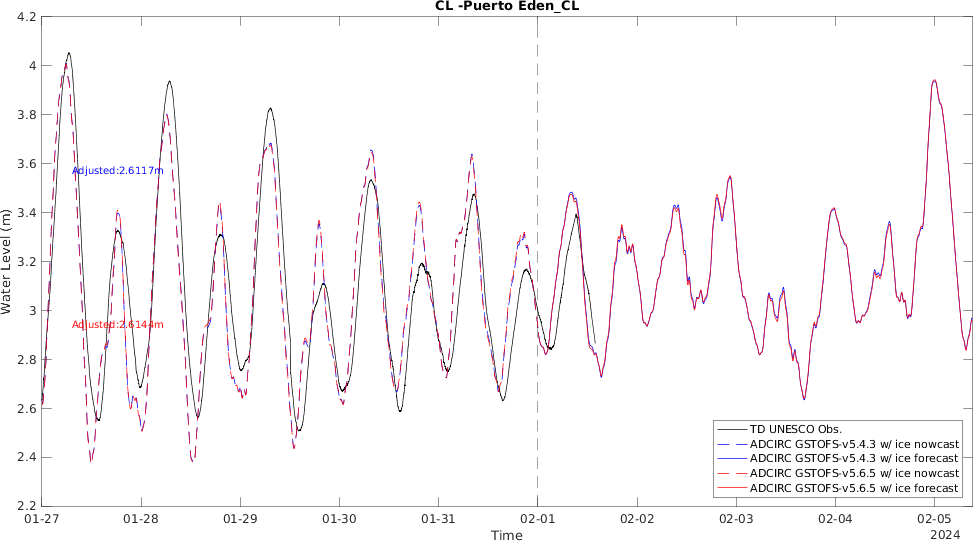 CL -Puerto Eden_CL
4.2
4
3.8
3.6
3.4
3.2
3
2.8
2.6
2.4
2.2
Water Level (m)
Adjusted:2.6117m
Adjusted:2.6144m
TD UNESCO Obs.
ADCIRC GSTOFS-v5.4.3 w/ ice nowcast
ADCIRC GSTOFS-v5.4.3 w/ ice forecast
ADCIRC GSTOFS-v5.6.5 w/ ice nowcast
ADCIRC GSTOFS-v5.6.5 w/ ice forecast
01-27 01-28 01-29 01-30 01-31 02-01 02-02 02-03 02-04 02-05
Time
2024